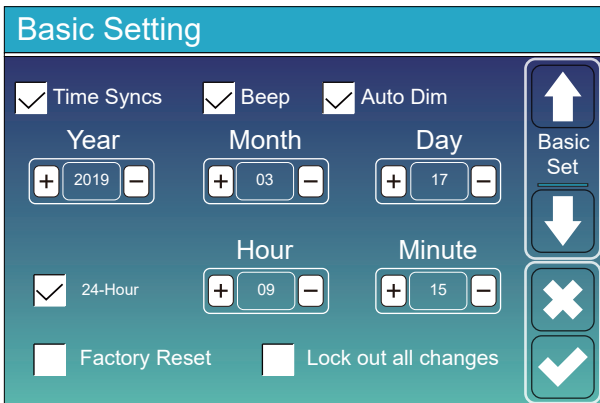 Basic Setting
Time Syncs Beep Auto Dim
Year Month Day
+ 2019 − + 03 − + 17 −
Basic
Set
Hour Minute
24-Hour + 09 − + 15 −
Factory Reset Lock out all changes